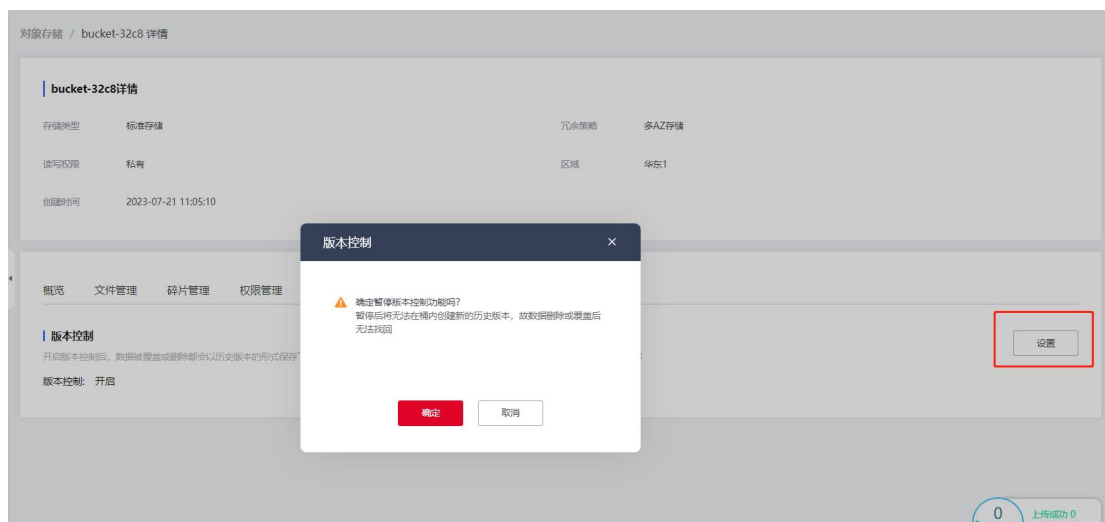 对象存储 / bucket-32c8 详情
bucket-32c8详情
存储类型 标准存储 冗余策略 多AZ存储
读写权限 私有 区域 华东1
创建时间 2023-07-21 11:05:10
版本控制
确定暂停版本控制功能吗?
暂停后将无法在桶内创建新的历史版本，故数据删除或覆盖后
无法找回
确定 取消
概览 文件管理 碎片管理 权限管理
版本控制
设置
开启版本控制后，数据被覆盖或删除都会以历史版本的形式保存
版本控制: 开启
0 上传成功 0